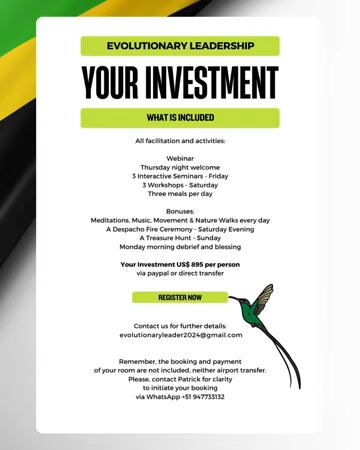 EVOLUTIONARY LEADERSHIP
YOUR INVESTMENT
WHAT IS INCLUDED
All facilitation and activities:
Webinar
Thursday night welcome
3 Interactive Seminars - Friday
3 Workshops - Saturday
Three meals per day
Bonuses:
Meditations, Music, Movement & Nature Walks every day
A Despacho Fire Ceremony - Saturday Evening
A Treasure Hunt - Sunday
Monday morning debrief and blessing
Your Investment US$ 895 per person
via paypal or direct transfer
REGISTER NOW
Contact us for further details:
evolutionaryleader2024@gmail.com
Remember, the booking and payment
of your room are not included, neither airport transfer.
Please, contact Patrick for clarity
to initiate your booking
via WhatsApp +51 947733132